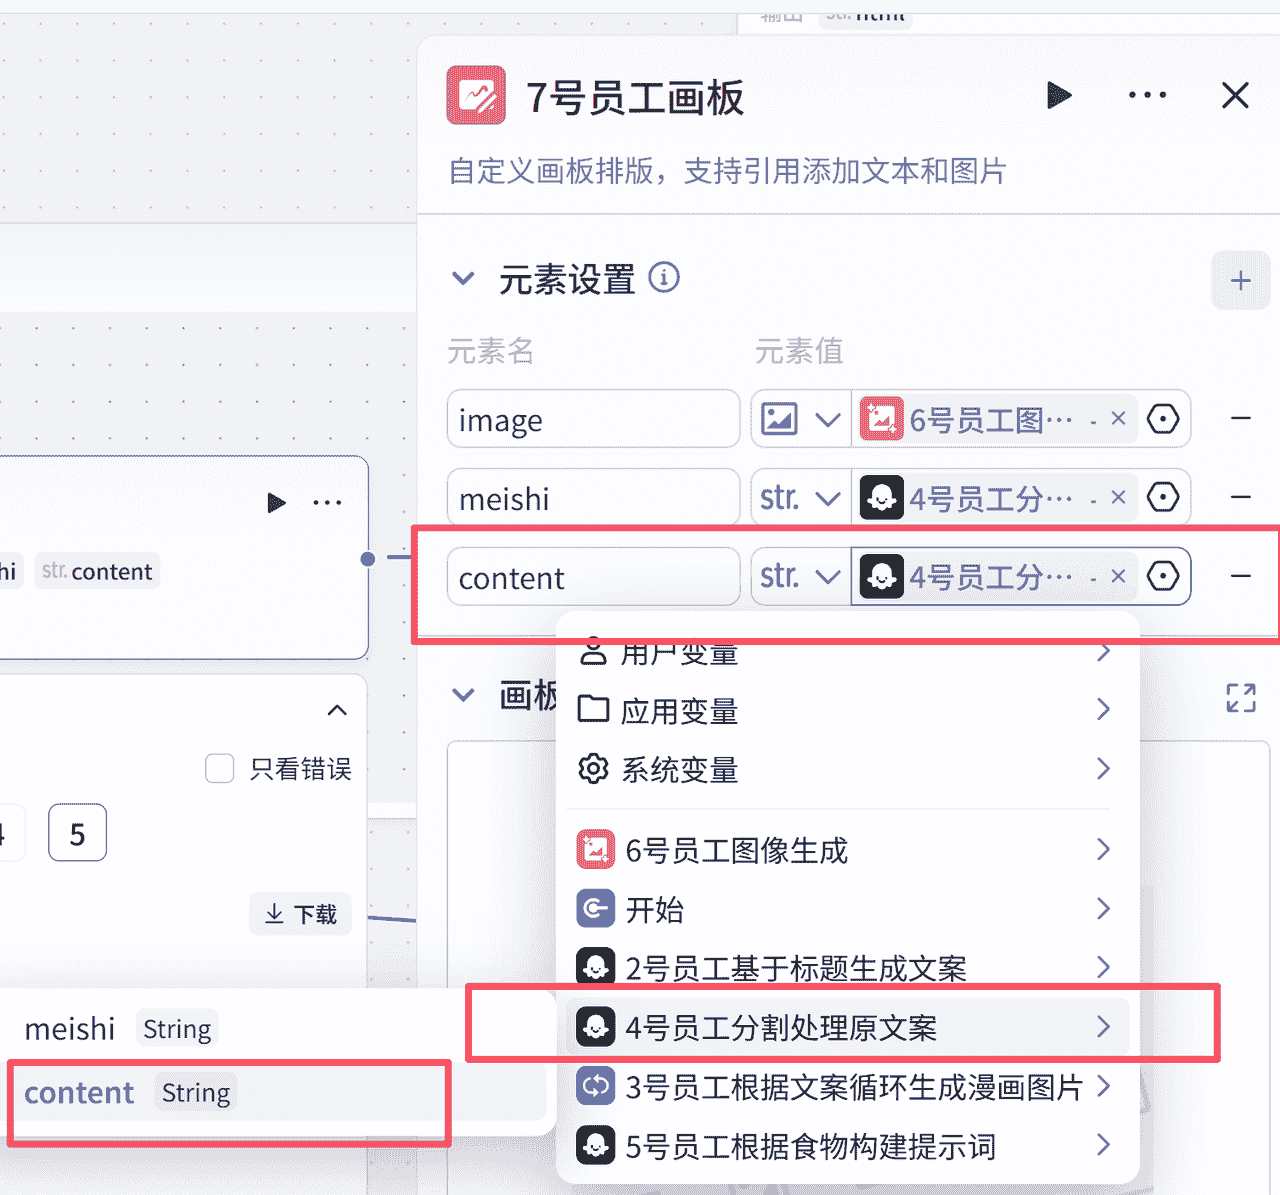 输出 str. html
7号员工画板
自定义画板排版，支持引用添加文本和图片
元素设置
元素名 元素值
image 6号员工图··· -
meishi str. 4号员工分··· -
content str. 4号员工分··· -
hi str. content
用户变量
应用变量
系统变量
画板
只看错误
4 5
下载
6号员工图像生成
开始
2号员工基于标题生成文案
4号员工分割处理原文案
3号员工根据文案循环生成漫画图片
5号员工根据食物构建提示词
meishi String
content String